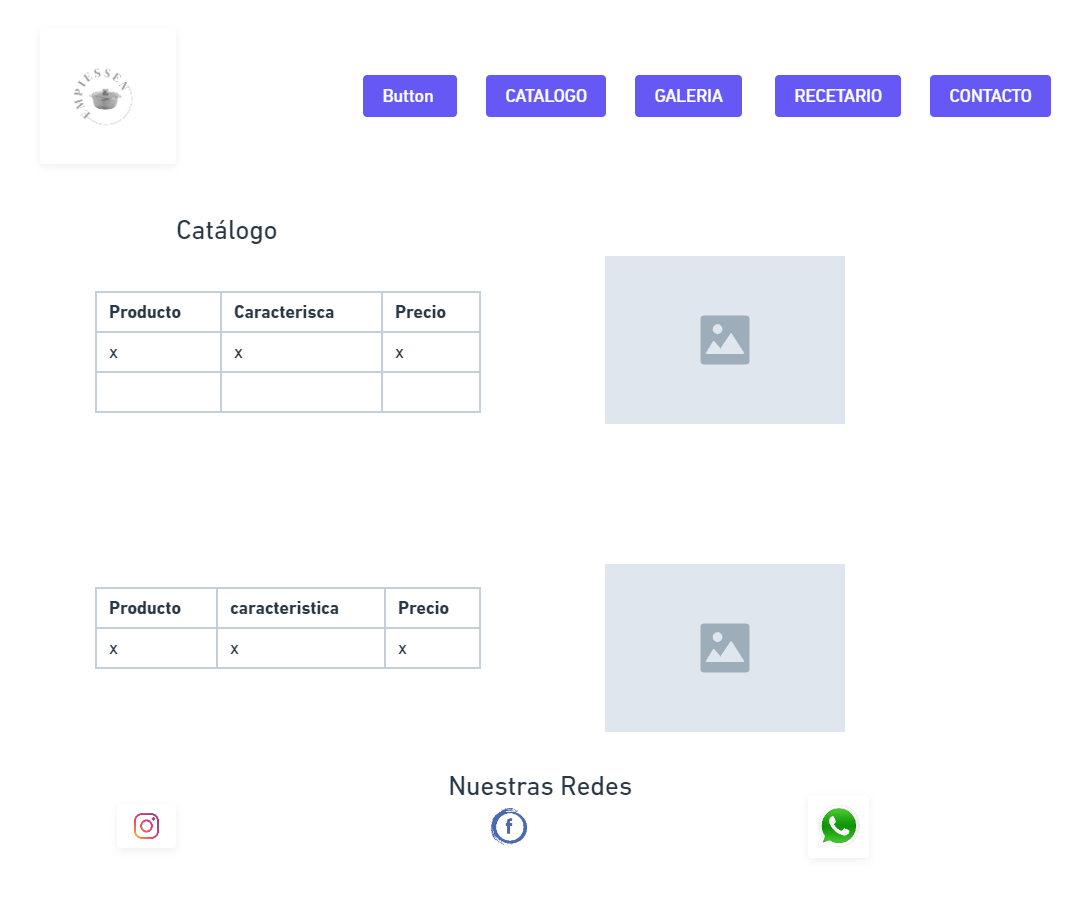 EMPIESSEN
Button CATALOGO GALERIA RECETARIO CONTACTO
Catálogo
Producto Caracterisca Precio
x x x
Producto caracteristica Precio
x x x
Nuestras Redes
f